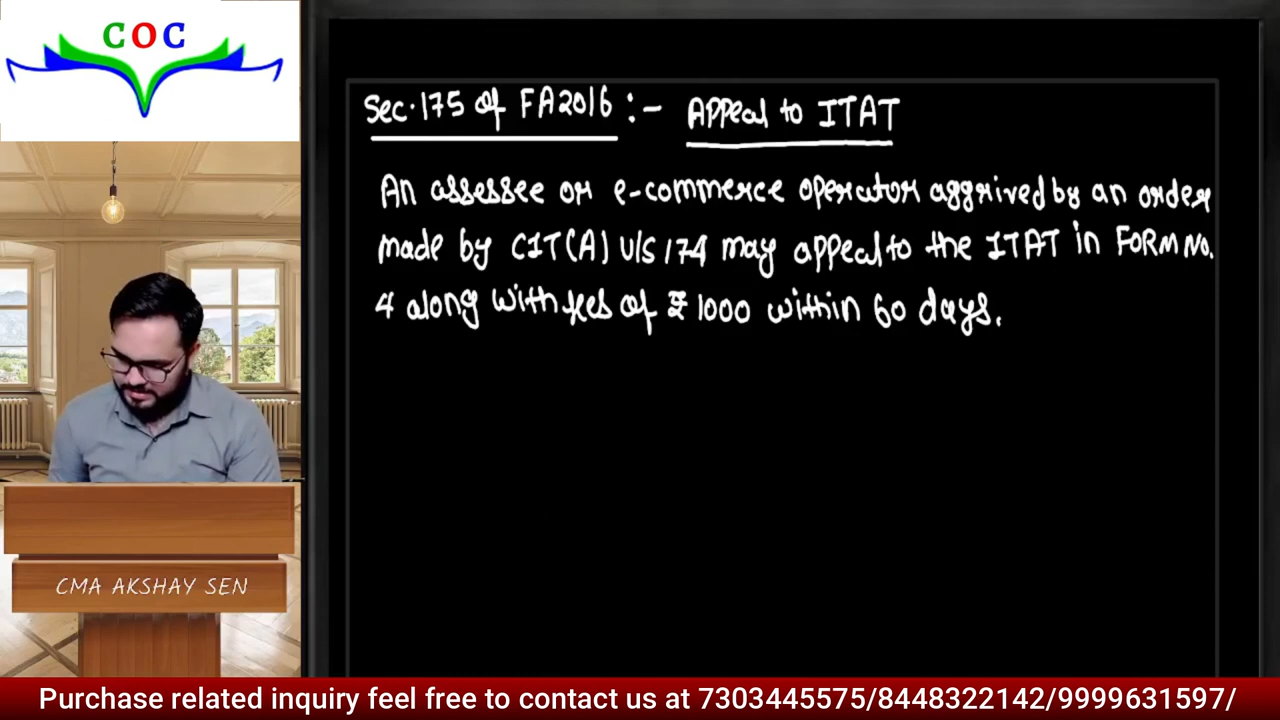 COC
Sec. 175 of FA2016 :- Appeal to ITAT
An assessee or e-commerce operator aggrived by an order
made by CIT(A) u/s 174 may appeal to the ITAT in FORM No.
4 along with fees of ₹ 1000 within 60 days.
CMA AKSHAY SEN
Purchase related inquiry feel free to contact us at 7303445575/8448322142/9999631597/